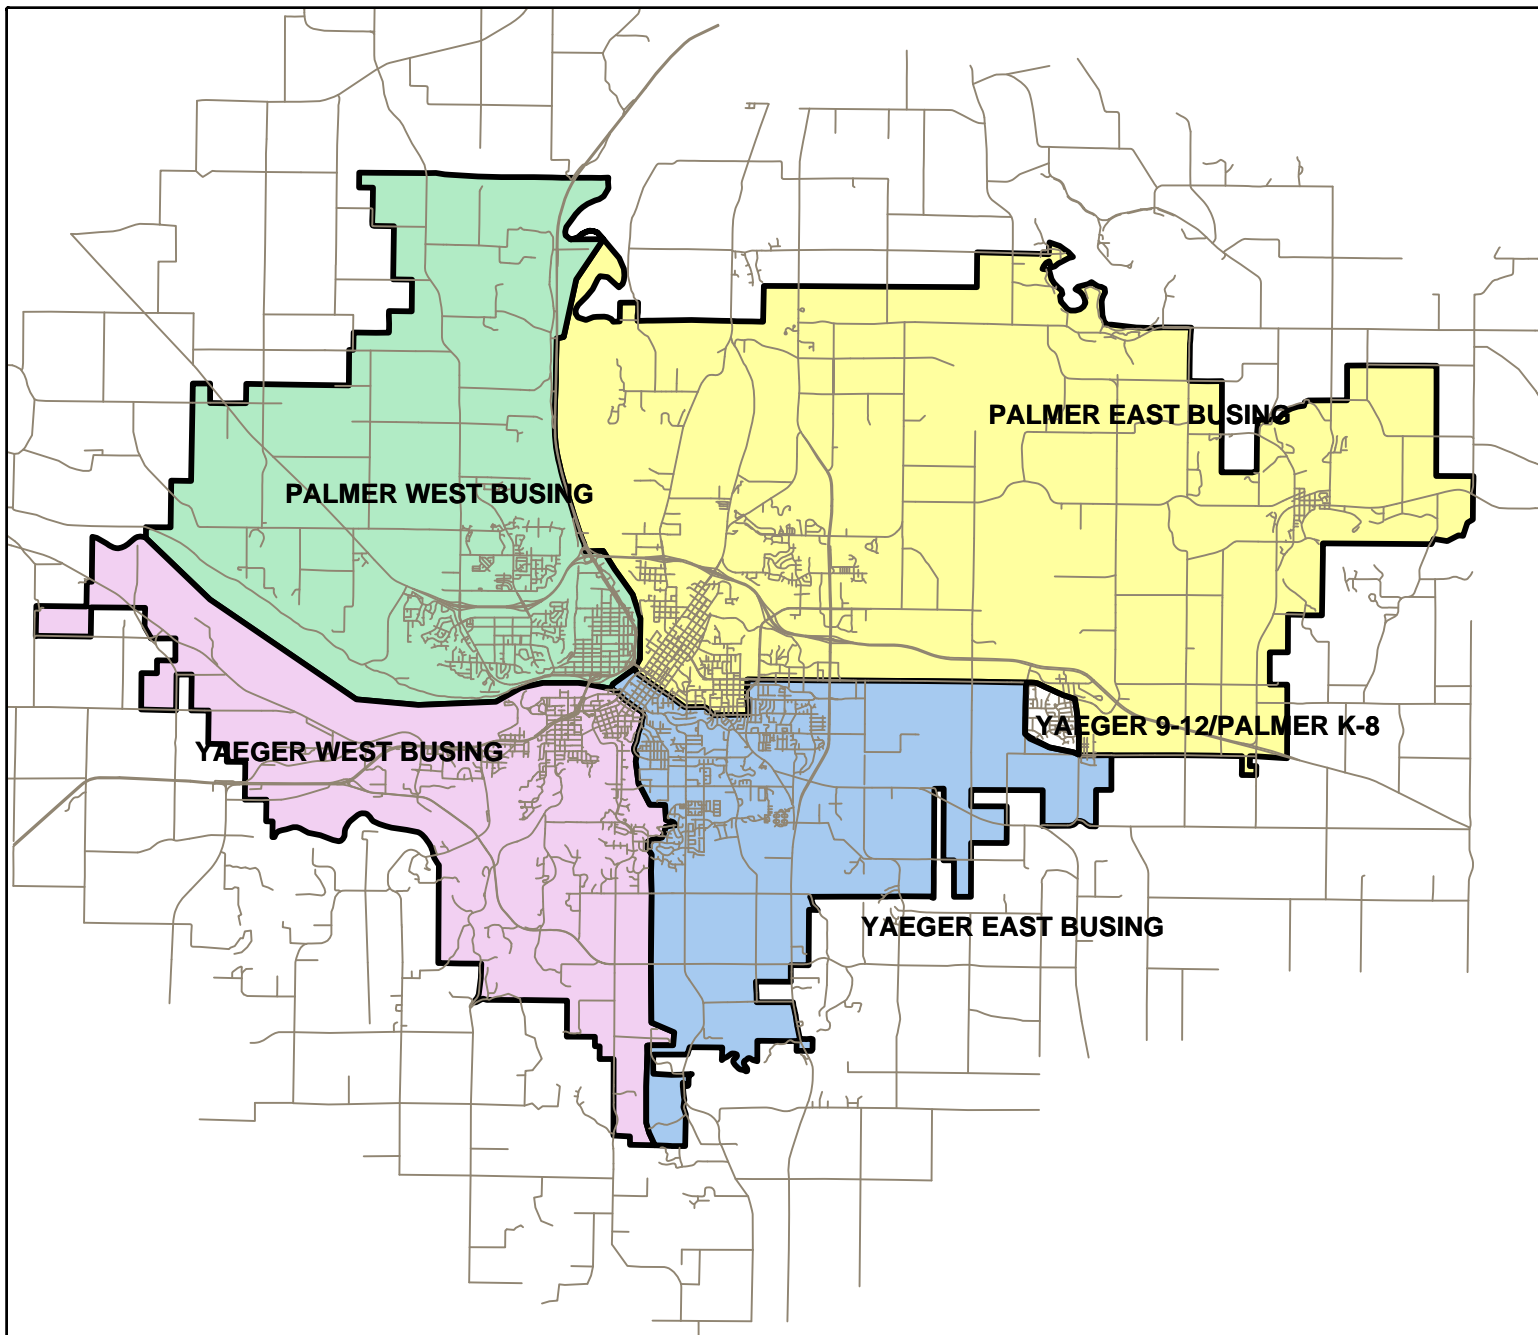 PALMER EAST BUSING
PALMER WEST BUSING
YAEGER 9-12/PALMER K-8
YAEGER WEST BUSING
YAEGER EAST BUSING